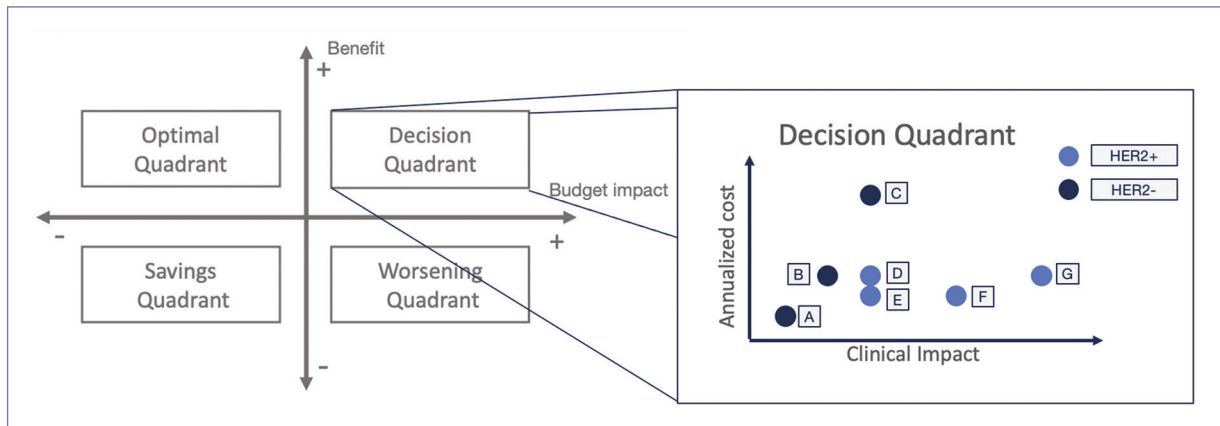 Benefit
+
Optimal
Quadrant
Decision
Quadrant
Budget impact
-
+
Savings
Quadrant
Worsening
Quadrant
-
Decision Quadrant
HER2+
HER2-
Annualized cost
C
B
D
E
F
G
A
Clinical Impact